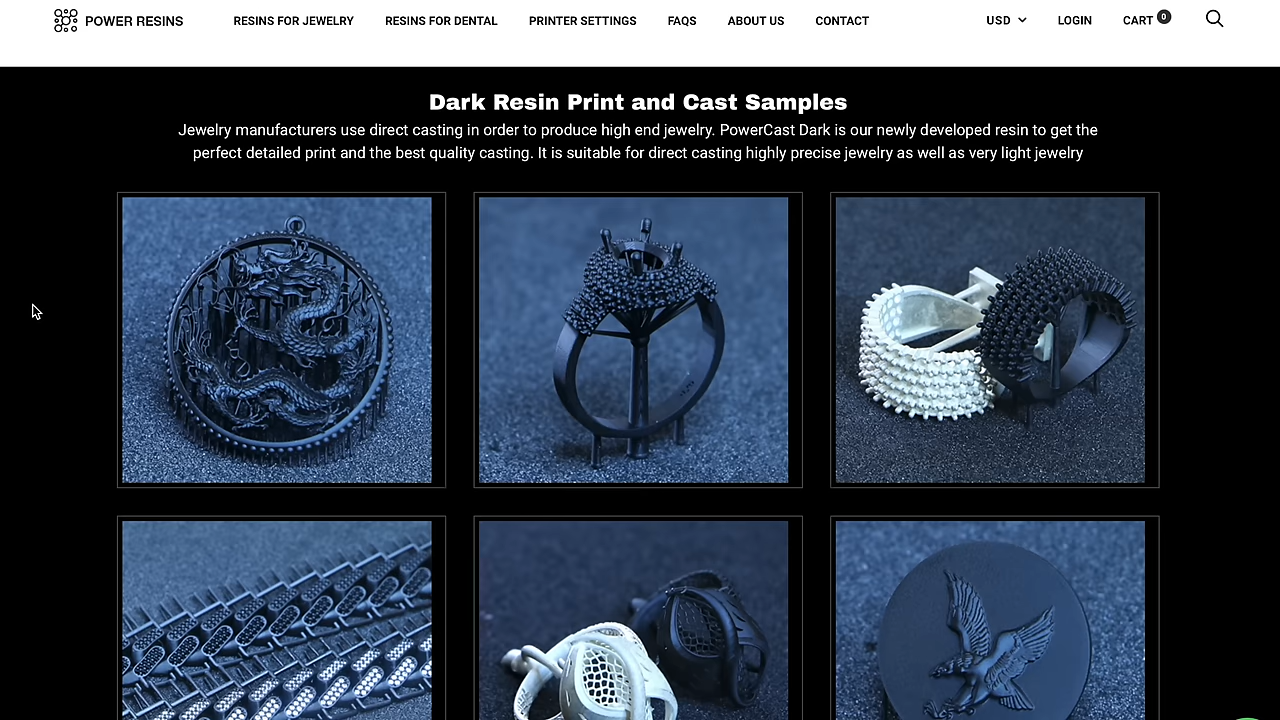 POWER RESINS RESINS FOR JEWELRY RESINS FOR DENTAL PRINTER SETTINGS FAQS ABOUT US CONTACT USD LOGIN CART 0
Dark Resin Print and Cast Samples
Jewelry manufacturers use direct casting in order to produce high end jewelry. PowerCast Dark is our newly developed resin to get the
perfect detailed print and the best quality casting. It is suitable for direct casting highly precise jewelry as well as very light jewelry